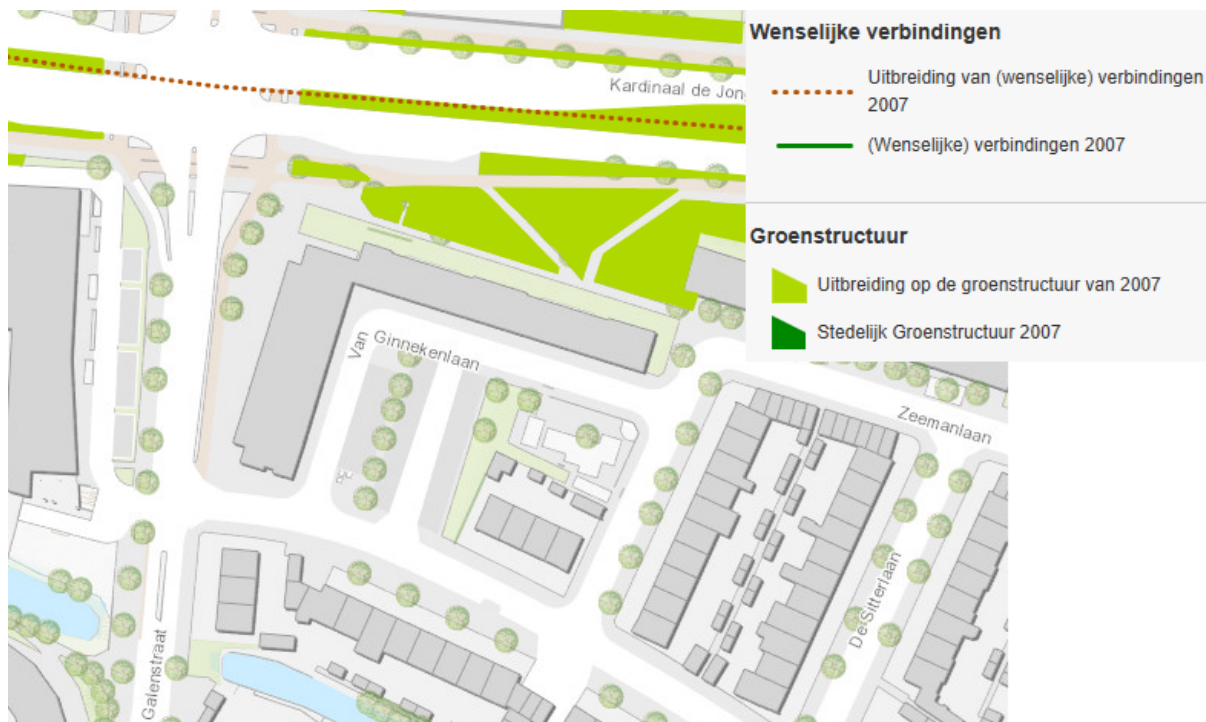 Wenselijke verbindingen
Uitbreiding van (wenselijke) verbindingen
2007
(Wenselijke) verbindingen 2007
Groenstructuur
Uitbreiding op de groenstructuur van 2007
Stedelijk Groenstructuur 2007
Kardinaal de Jong
Van Ginnekenlaan
Zeemanlaan
De Sitterlaan
Galenstraat